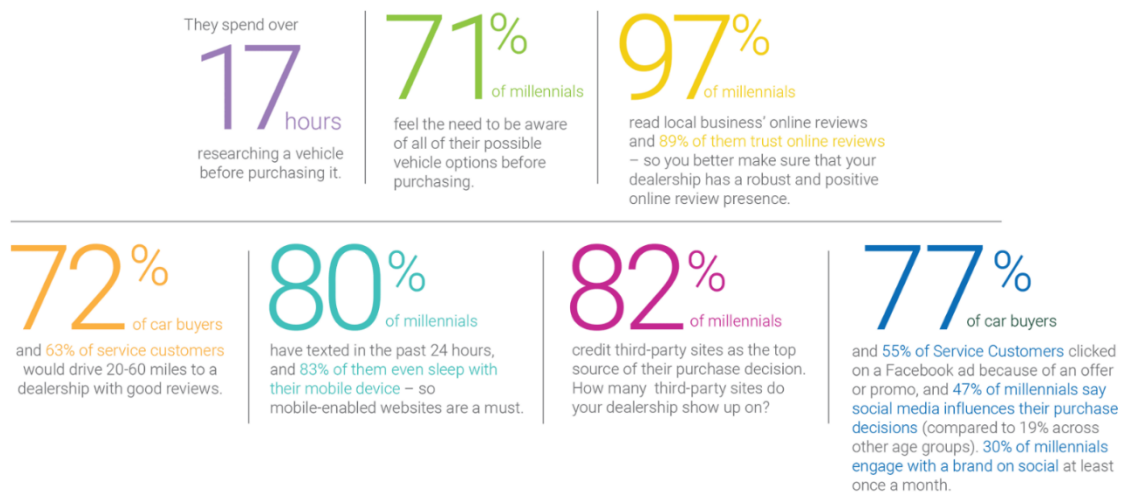 They spend over
17 hours
researching a vehicle
before purchasing it.
71%
of millennials
feel the need to be aware
of all of their possible
vehicle options before
purchasing.
97%
of millennials
read local business’ online reviews
and 89% of them trust online reviews
– so you better make sure that your
dealership has a robust and positive
online review presence.
72%
of car buyers
and 63% of service customers
would drive 20-60 miles to a
dealership with good reviews.
80%
of millennials
have texted in the past 24 hours,
and 83% of them even sleep with
their mobile device – so
mobile-enabled websites are a must.
82%
of millennials
credit third-party sites as the top
source of their purchase decision.
How many third-party sites do
your dealership show up on?
77%
of car buyers
and 55% of Service Customers clicked
on a Facebook ad because of an offer
or promo, and 47% of millennials say
social media influences their purchase
decisions (compared to 19% across
other age groups). 30% of millennials
engage with a brand on social at least
once a month.